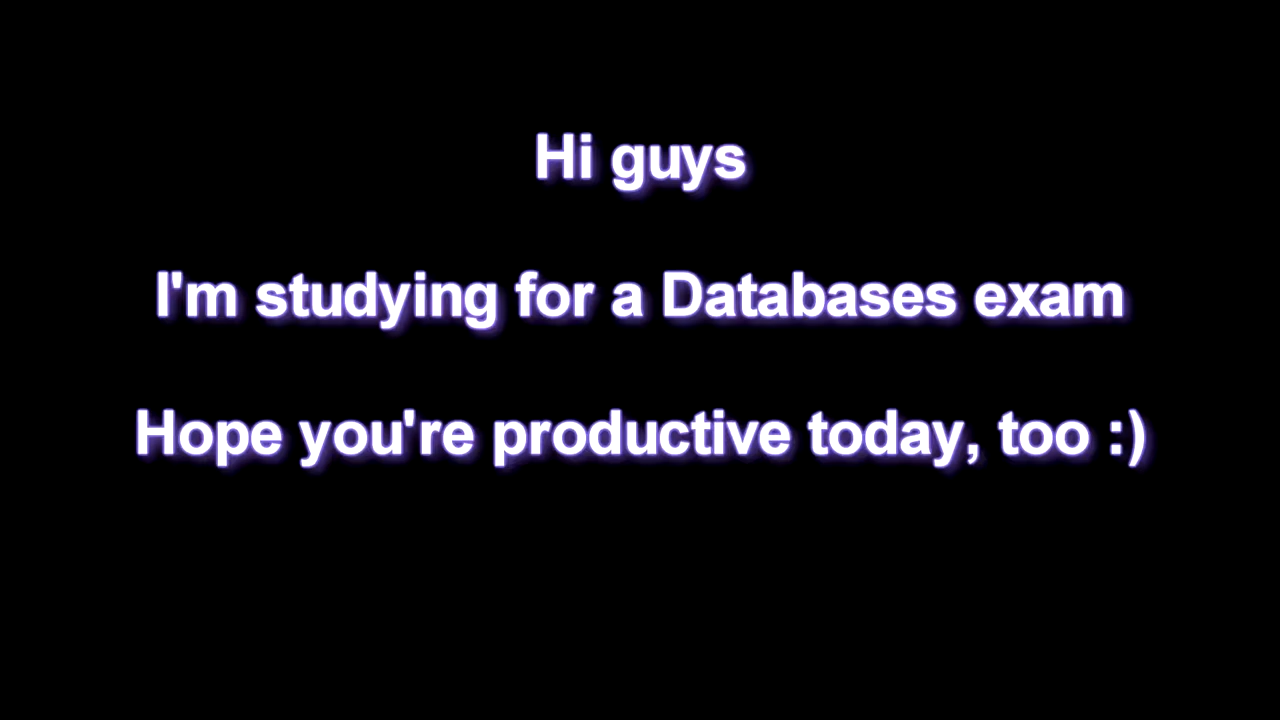 Hi guys
I'm studying for a Databases exam
Hope you're productive today, too :)